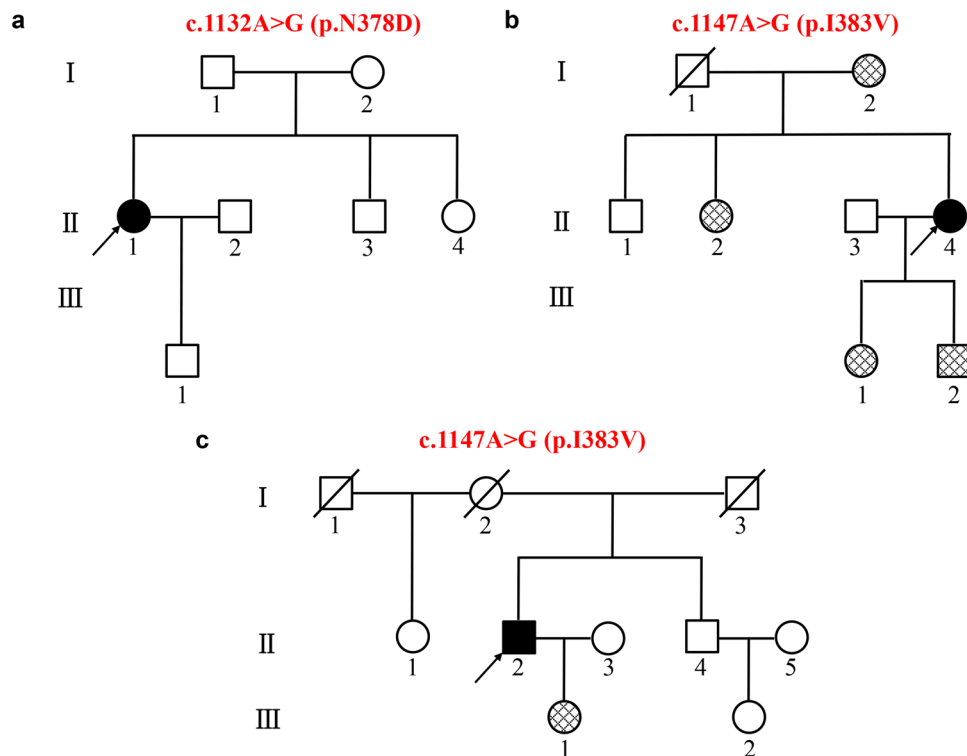 a c.1132A>G (p.N378D)
Ⅰ 1 2
Ⅱ 1 2 3 4
Ⅲ
1
b c.1147A>G (p.I383V)
Ⅰ 1 2
Ⅱ 1 2 3 4
Ⅲ
1 2
c c.1147A>G (p.I383V)
Ⅰ 1 2 3
Ⅱ 1 2 3 4 5
Ⅲ 1 2